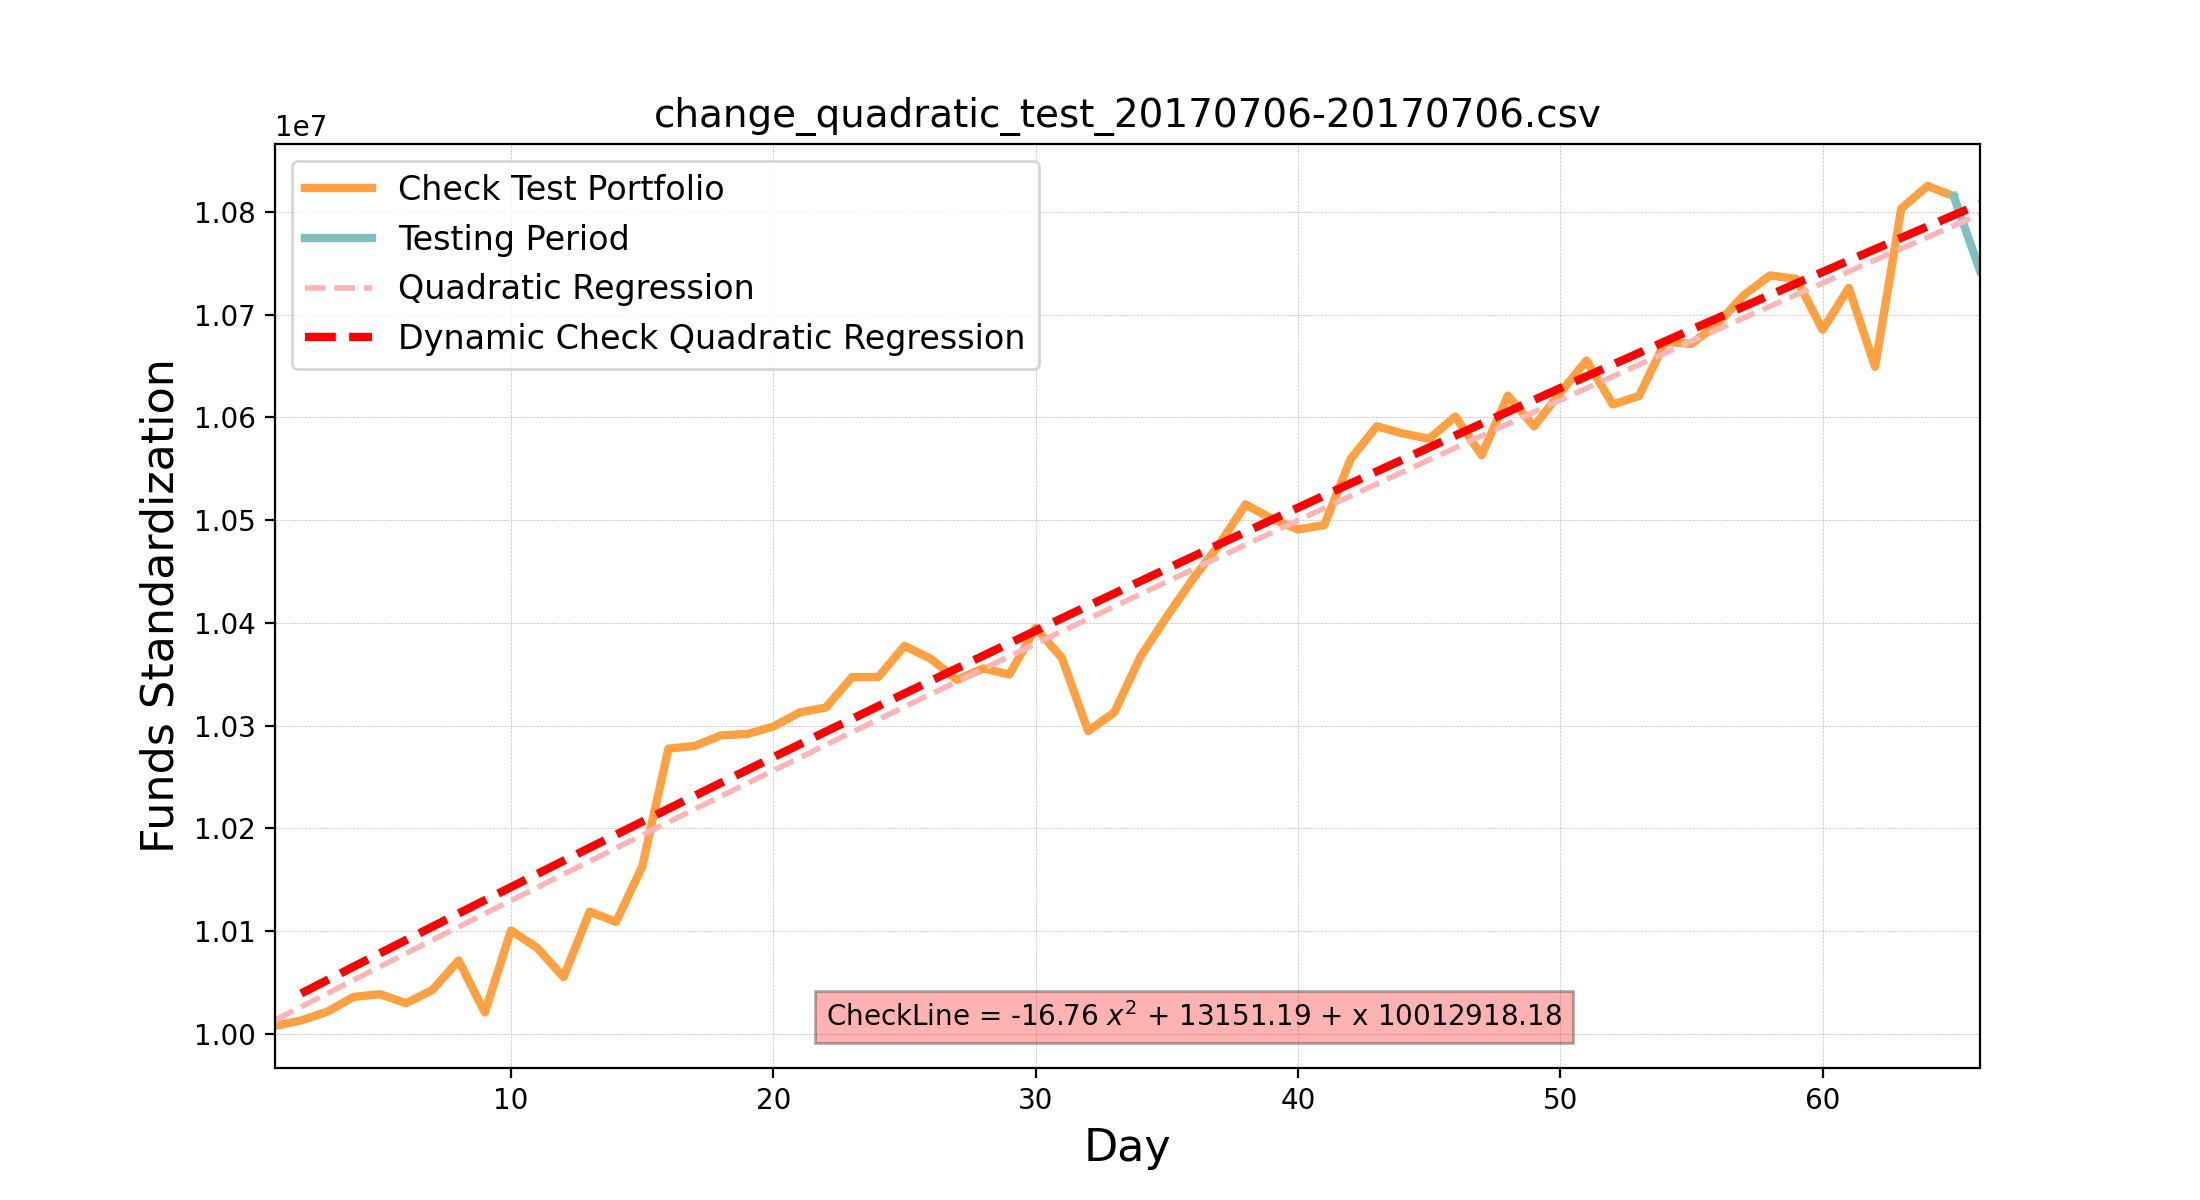 change_quadratic_test_20170706-20170706.csv
1e7
Check Test Portfolio
Testing Period
Quadratic Regression
Dynamic Check Quadratic Regression
1.08
1.07
1.06
1.05
1.04
1.03
1.02
1.01
1.00
Funds Standardization
CheckLine = -16.76 x² + 13151.19 + x 10012918.18
10 20 30 40 50 60
Day